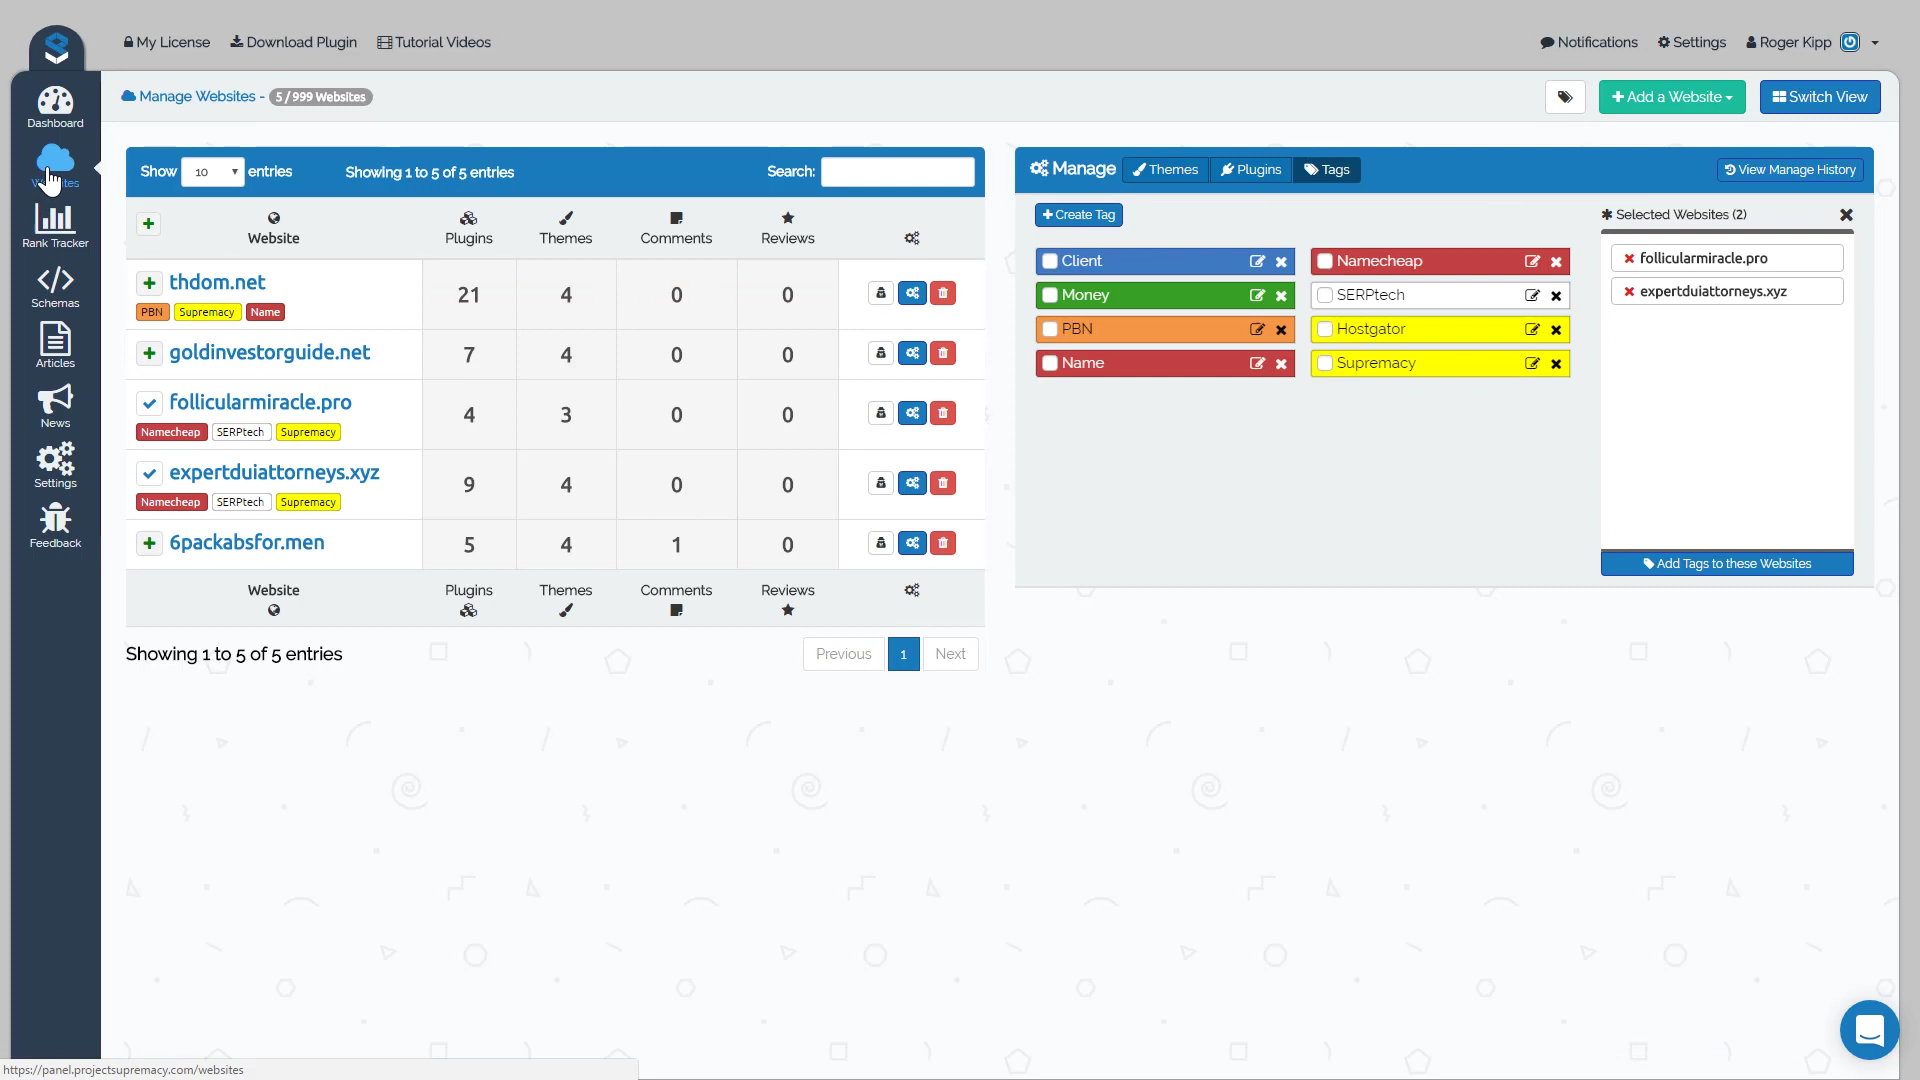 My License
Download Plugin
Tutorial Videos
Notifications
Settings
Roger Kipp
Dashboard
Websites
Rank Tracker
Schemas
Articles
News
Settings
Feedback
Manage Websites - 5 / 999 Websites
Add a Website
Switch View
Show 10 entries
Showing 1 to 5 of 5 entries
Search:
Website
Plugins
Themes
Comments
Reviews
thdom.net
PBN Supremacy Name
21 4 0 0
goldinvestorguide.net
7 4 0 0
follicularmiracle.pro
Namecheap SERPtech Supremacy
4 3 0 0
expertduiattorneys.xyz
Namecheap SERPtech Supremacy
9 4 0 0
6packabsfor.men
5 4 1 0
Website
Plugins
Themes
Comments
Reviews
Showing 1 to 5 of 5 entries
Previous 1 Next
Manage
Themes
Plugins
Tags
View Manage History
Create Tag
Client
Namecheap
Money
SERPtech
PBN
Hostgator
Name
Supremacy
Selected Websites (2)
follicularmiracle.pro
expertduiattorneys.xyz
Add Tags to these Websites
https://panel.projectsupremacy.com/websites